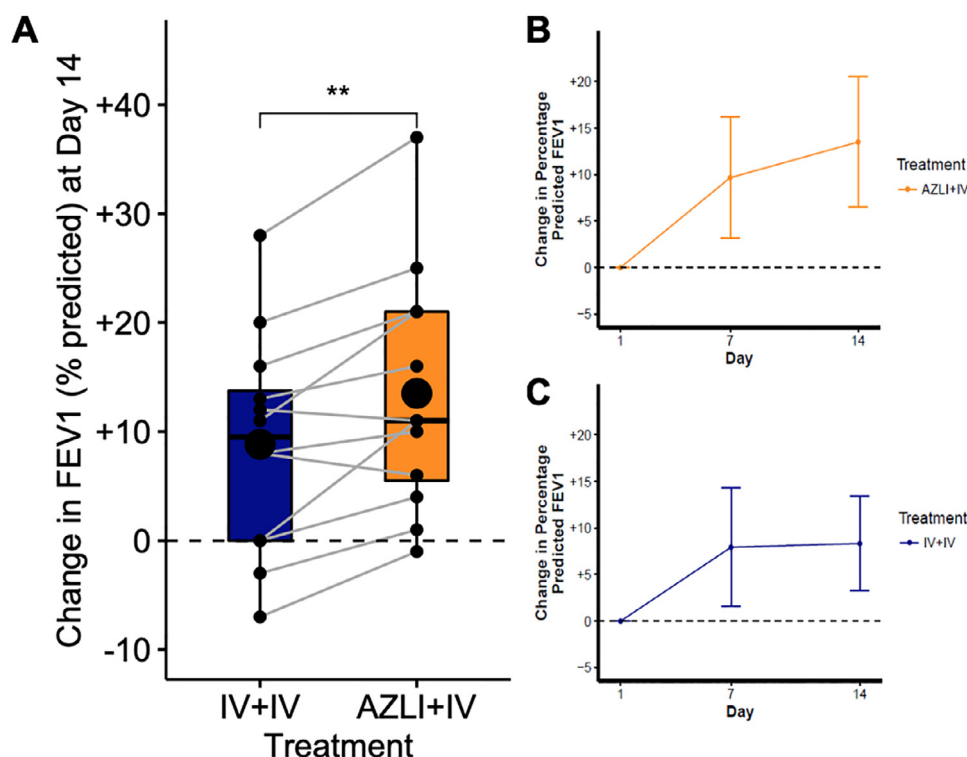 A
Change in FEV1 (% predicted) at Day 14
+40
+30
+20
+10
0
-10
**
IV+IV
AZLI+IV
Treatment
B
Change in Percentage
Predicted FEV1
+20
+15
+10
+5
0
−5
1
7
14
Day
Treatment
AZLI+IV
C
Change in Percentage
Predicted FEV1
+20
+15
+10
+5
0
−5
1
7
14
Day
Treatment
IV+IV